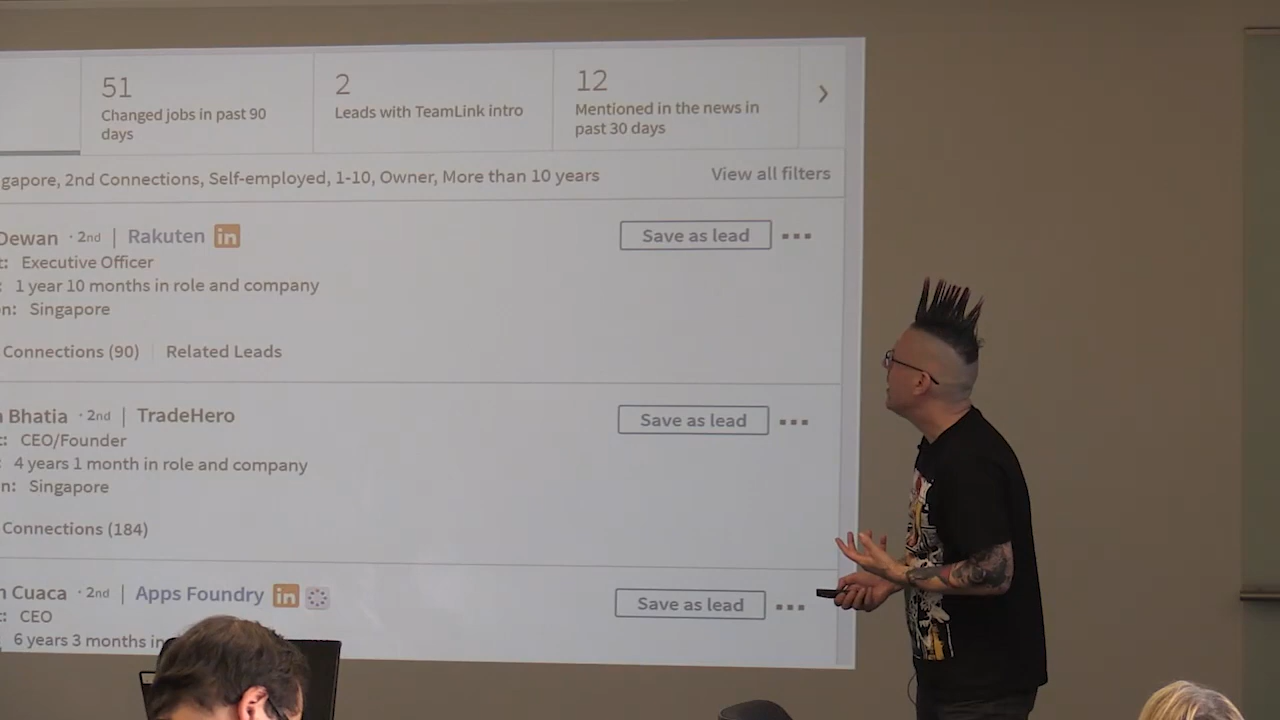 51
Changed jobs in past 90
days
2
Leads with TeamLink intro
12
Mentioned in the news in
past 30 days
gapore, 2nd Connections, Self-employed, 1-10, Owner, More than 10 years
View all filters
Dewan · 2nd | Rakuten in
Save as lead
Executive Officer
1 year 10 months in role and company
n: Singapore
Connections (90) Related Leads
Bhatia · 2nd | TradeHero
Save as lead
CEO/Founder
4 years 1 month in role and company
n: Singapore
Connections (184)
Cuaca · 2nd | Apps Foundry in
Save as lead
CEO
6 years 3 months in